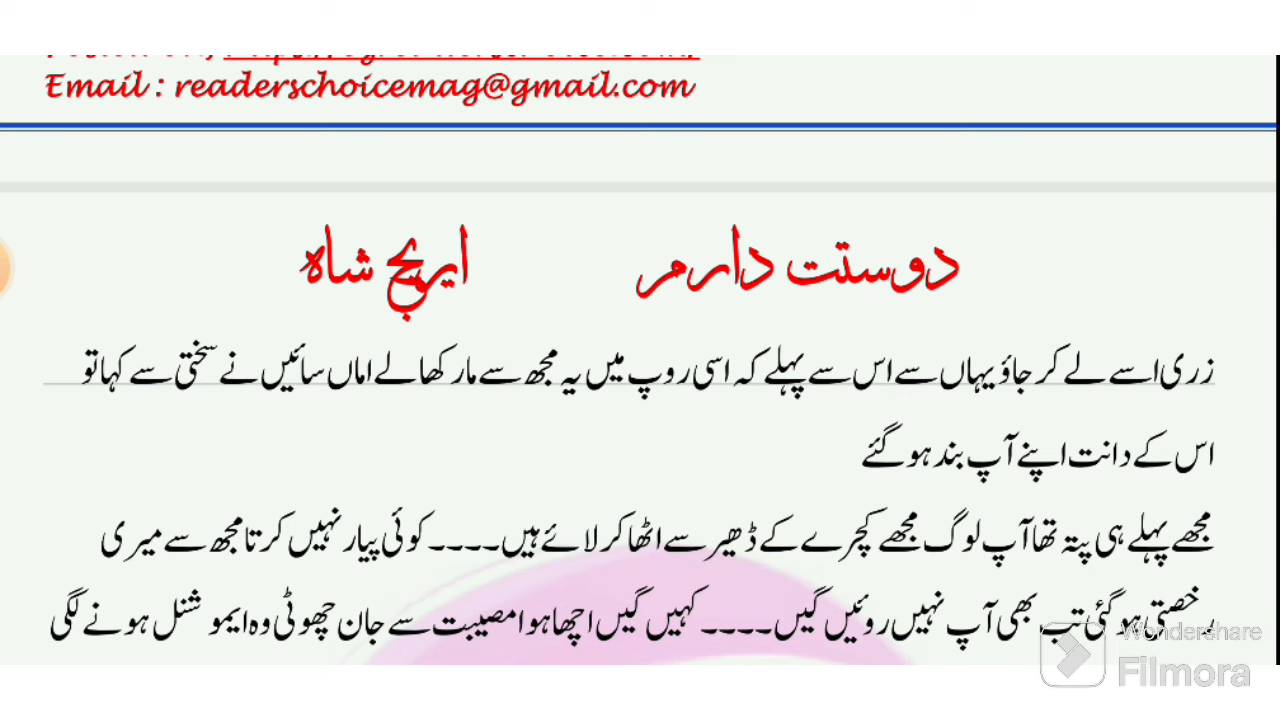 Email : readerschoicemag@gmail.com
دوستت دارم ایریج شاہ
زری اسے لے کر جاؤ یہاں سے اس سے پہلے کہ اسی روپ میں یہ مجھ سے مار کھا لے اماں سائیں نے سختی سے کہا تو
اس کے دانت اپنے آپ بند ہو گئے
مجھے پہلے ہی پتہ تھا آپ لوگ مجھے کچرے کے ڈھیر سے اٹھا کر لائے ہیں۔۔۔۔ کوئی پیار نہیں کرتا مجھ سے میری
رخصتی ہو گئی تب بھی آپ نہیں روئیں گیں۔۔۔۔ کہیں گیں اچھا ہوا مصیبت سے جان چھوٹی وہ ایمو شنل ہونے لگی
Wondershare
Filmora